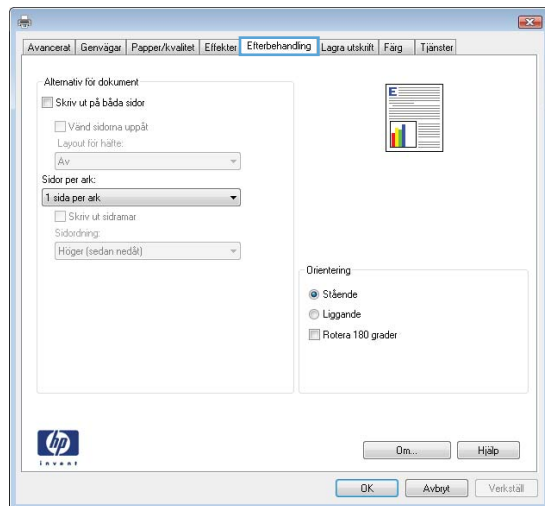 Avancerat Genvägar Papper/kvalitet Effekter Efterbehandling Lagra utskrift Färg Tjänster
Alternativ för dokument
Skriv ut på båda sidor
Vänd sidorna uppåt
Layout för häfte:
Av
Sidor per ark:
1 sida per ark
Skriv ut sidramar
Sidordning:
Höger (sedan nedåt)
E
Orientering
Stående
Liggande
Rotera 180 grader
hp
invent
Om... Hjälp
OK Avbryt Verkställ